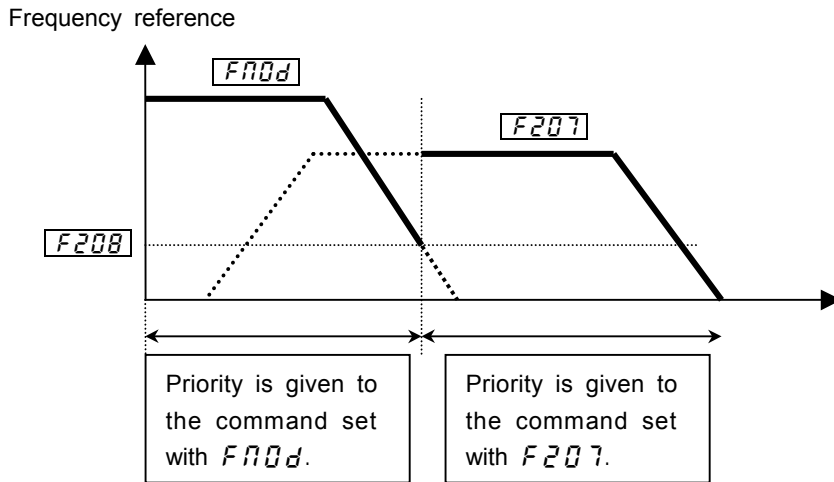 Frequency reference
FMOd
F207
F208
Priority is given to
the command set
with FMOd.
Priority is given to
the command set
with F207.